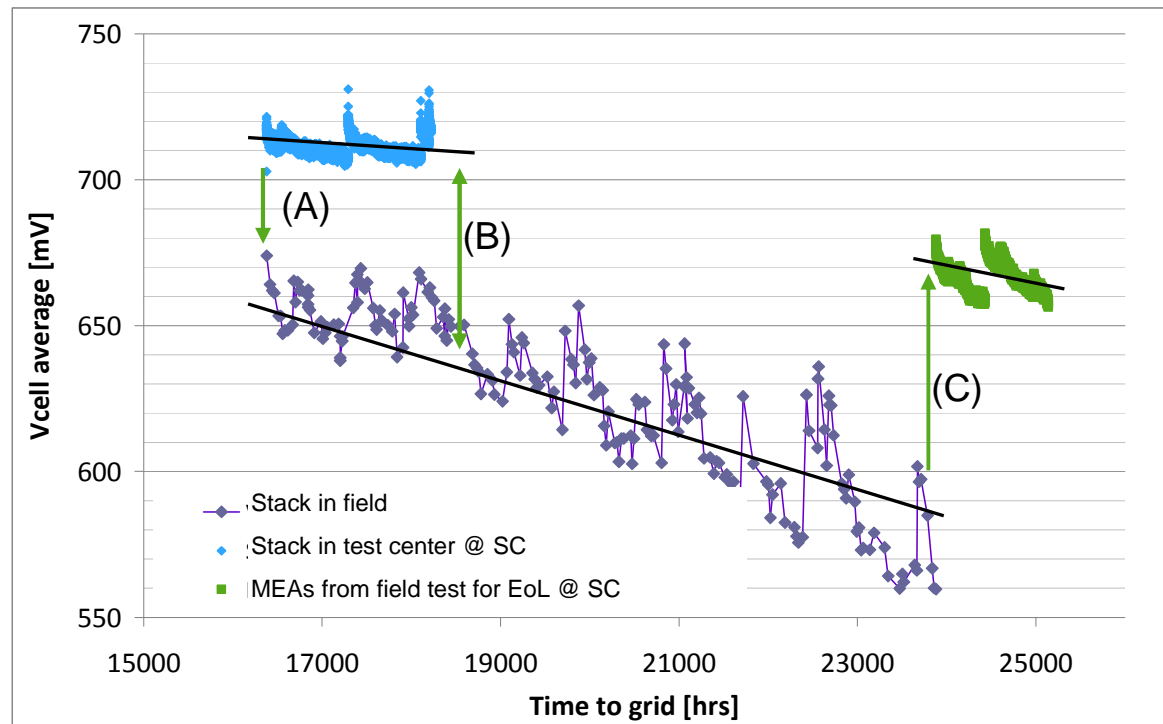 750
700
650
600
550
Vcell average [mV]
(A)
(B)
(C)
Stack in field
Stack in test center @ SC
MEAs from field test for EoL @ SC
15000 17000 19000 21000 23000 25000
Time to grid [hrs]